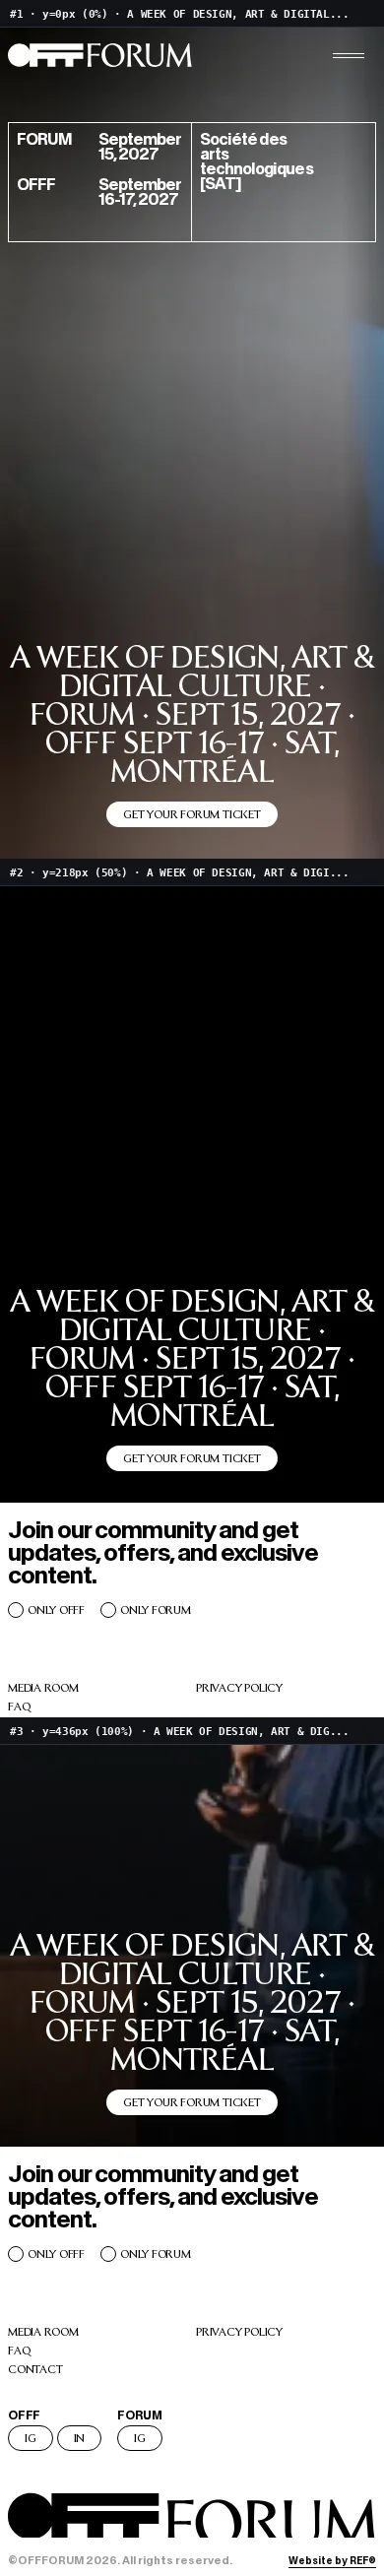 #1 · y=0px (0%) · A WEEK OF DESIGN, ART & DIGITAL...
OFFFFORUM
FORUM
September
15, 2027
OFFF
September
16-17, 2027
Société des
arts
technologiques
[SAT]
A WEEK OF DESIGN, ART &
DIGITAL CULTURE ·
FORUM · SEPT 15, 2027 ·
OFFF SEPT 16-17 · SAT,
MONTRÉAL
GET YOUR FORUM TICKET
#2 · y=218px (50%) · A WEEK OF DESIGN, ART & DIGI...
A WEEK OF DESIGN, ART &
DIGITAL CULTURE ·
FORUM · SEPT 15, 2027 ·
OFFF SEPT 16-17 · SAT,
MONTRÉAL
GET YOUR FORUM TICKET
Join our community and get
updates, offers, and exclusive
content.
ONLY OFFF ONLY FORUM
MEDIA ROOM PRIVACY POLICY
FAQ
#3 · y=436px (100%) · A WEEK OF DESIGN, ART & DIG...
A WEEK OF DESIGN, ART &
DIGITAL CULTURE ·
FORUM · SEPT 15, 2027 ·
OFFF SEPT 16-17 · SAT,
MONTRÉAL
GET YOUR FORUM TICKET
Join our community and get
updates, offers, and exclusive
content.
ONLY OFFF ONLY FORUM
MEDIA ROOM PRIVACY POLICY
FAQ
CONTACT
OFFF FORUM
IG IN IG
OFFFFORUM
©OFFFORUM 2026. All rights reserved. Website by REF®